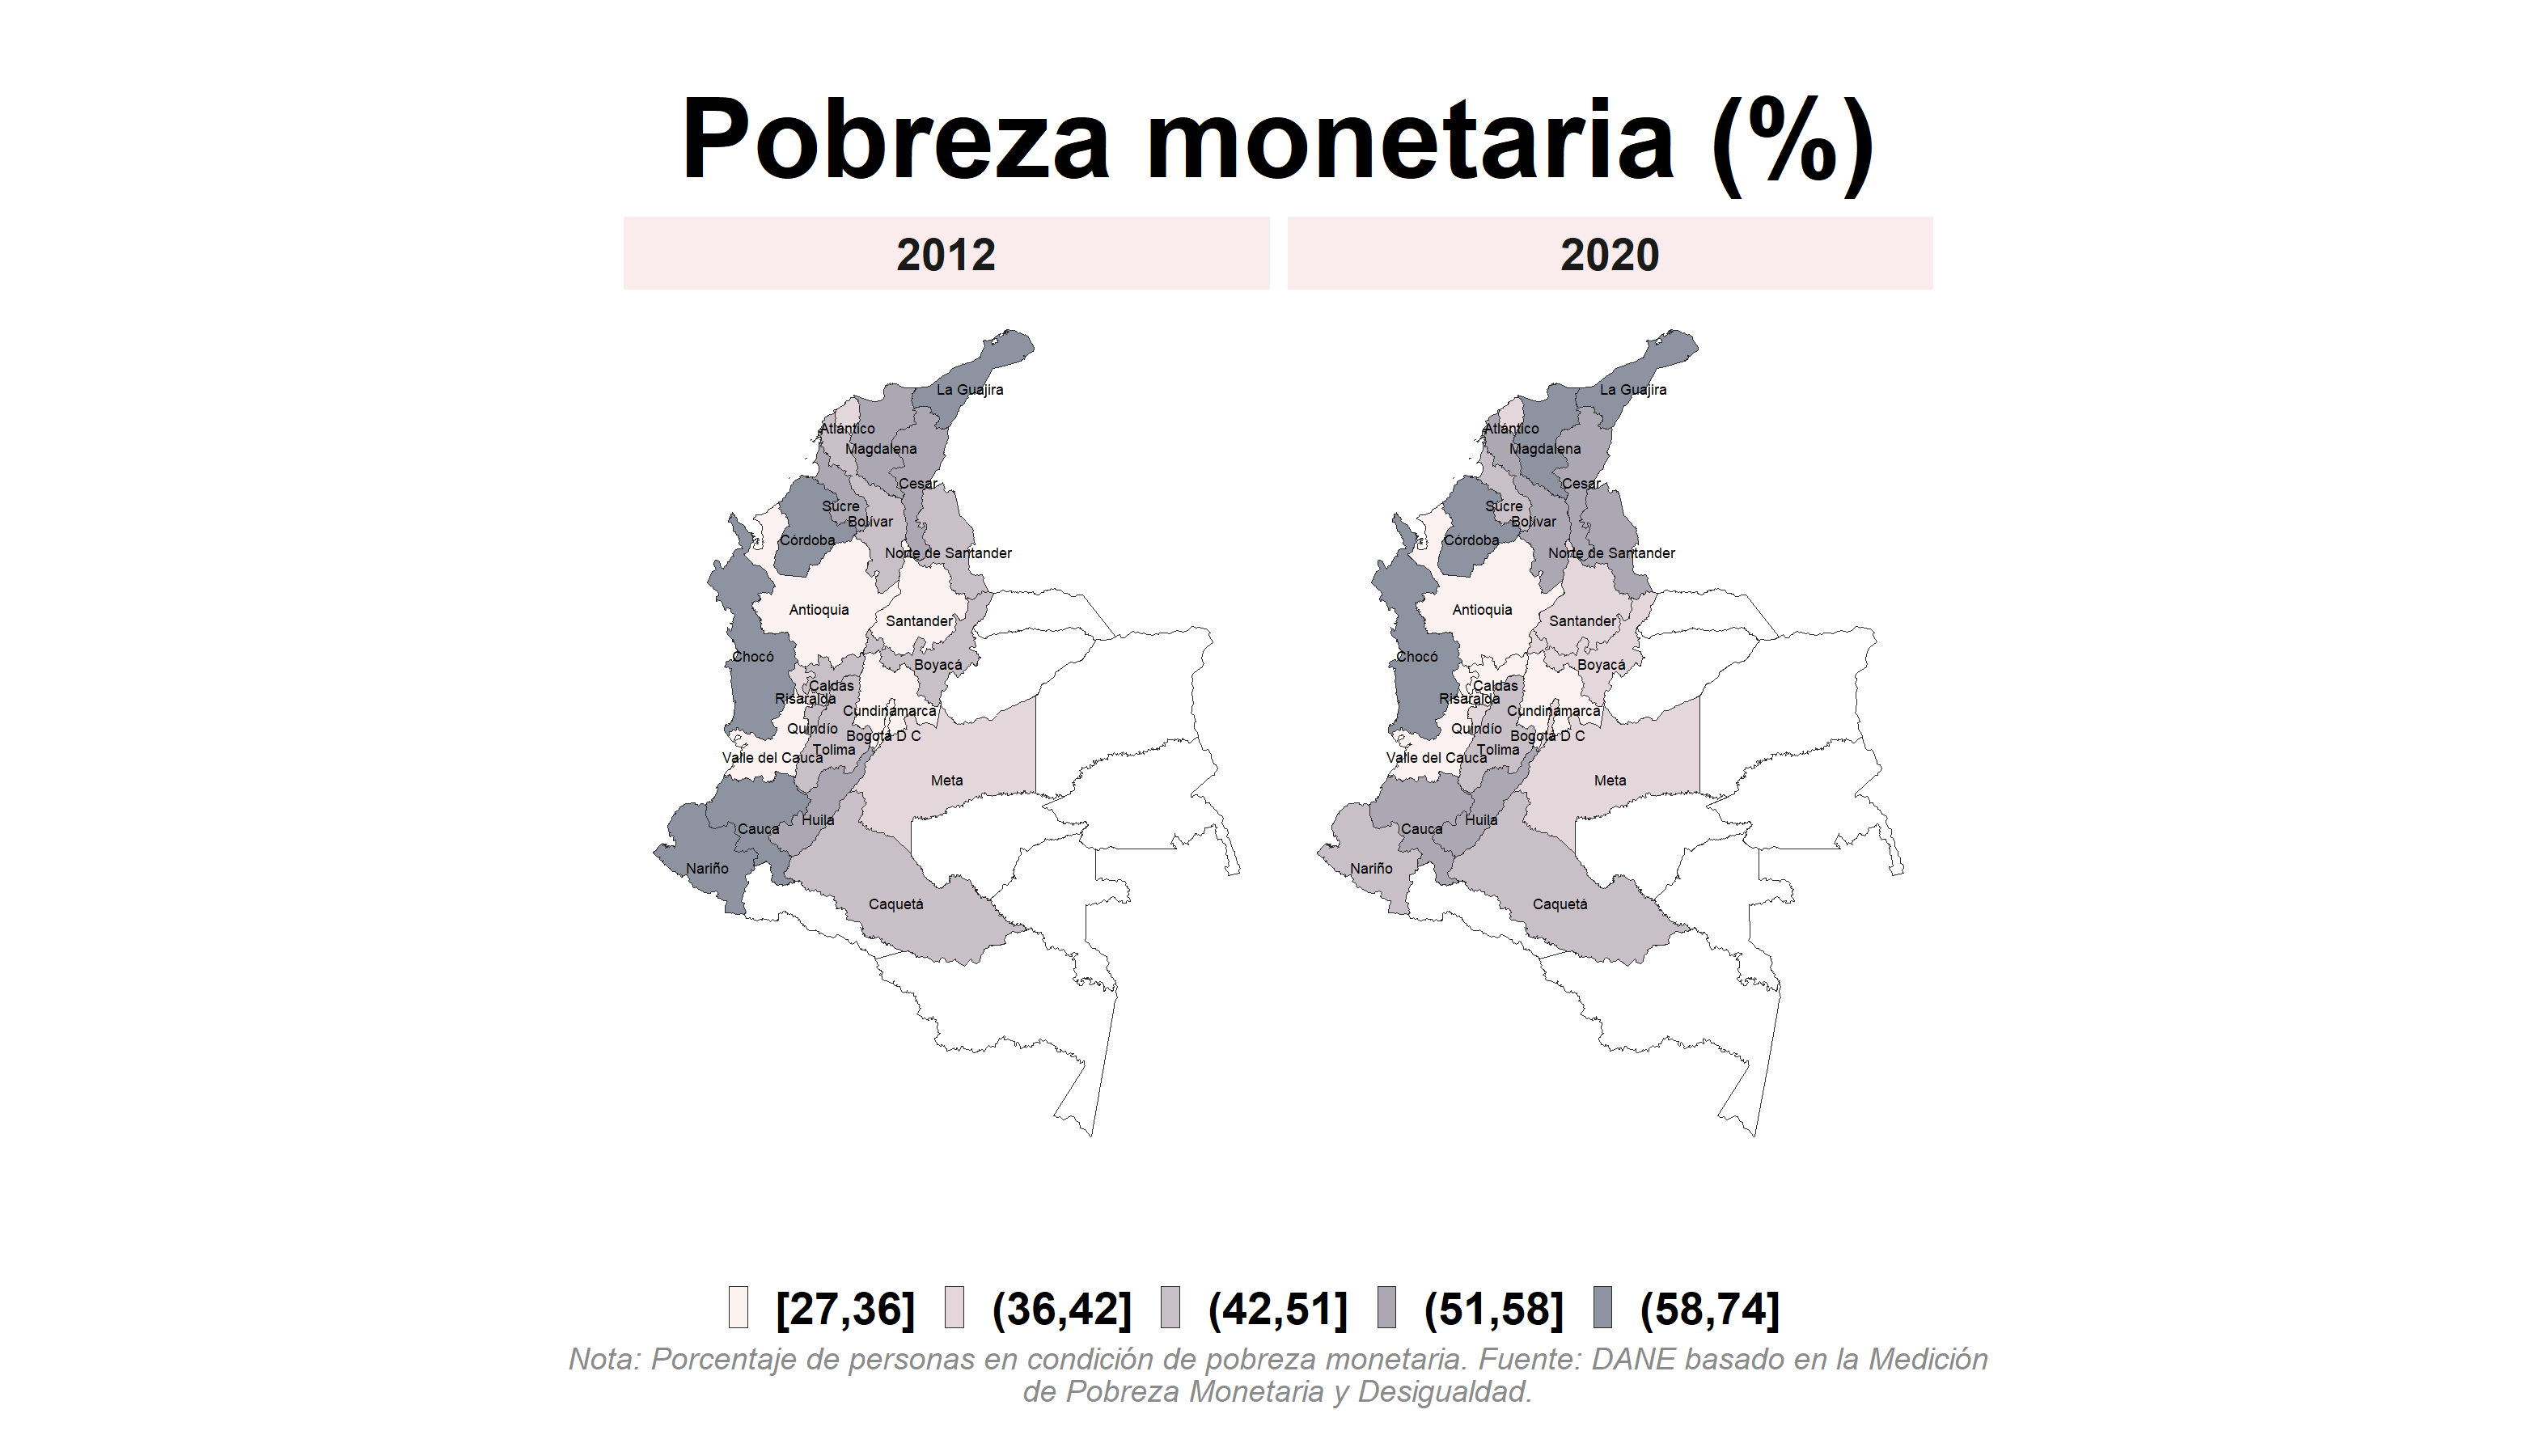 Pobreza monetaria (%)
2012
2020
La Guajira
Atlántico
Magdalena
Cesar
Sucre
Bolívar
Córdoba
Norte de Santander
Antioquia
Santander
Chocó
Boyacá
Caldas
Risaralda
Cundinamarca
Quindío
Bogotá D C
Tolima
Valle del Cauca
Meta
Huila
Cauca
Nariño
Caquetá
La Guajira
Atlántico
Magdalena
Cesar
Sucre
Bolívar
Córdoba
Norte de Santander
Antioquia
Santander
Chocó
Boyacá
Caldas
Risaralda
Cundinamarca
Quindío
Bogotá D C
Tolima
Valle del Cauca
Meta
Huila
Cauca
Nariño
Caquetá
[27,36] (36,42] (42,51] (51,58] (58,74]
Nota: Porcentaje de personas en condición de pobreza monetaria. Fuente: DANE basado en la Medición
de Pobreza Monetaria y Desigualdad.